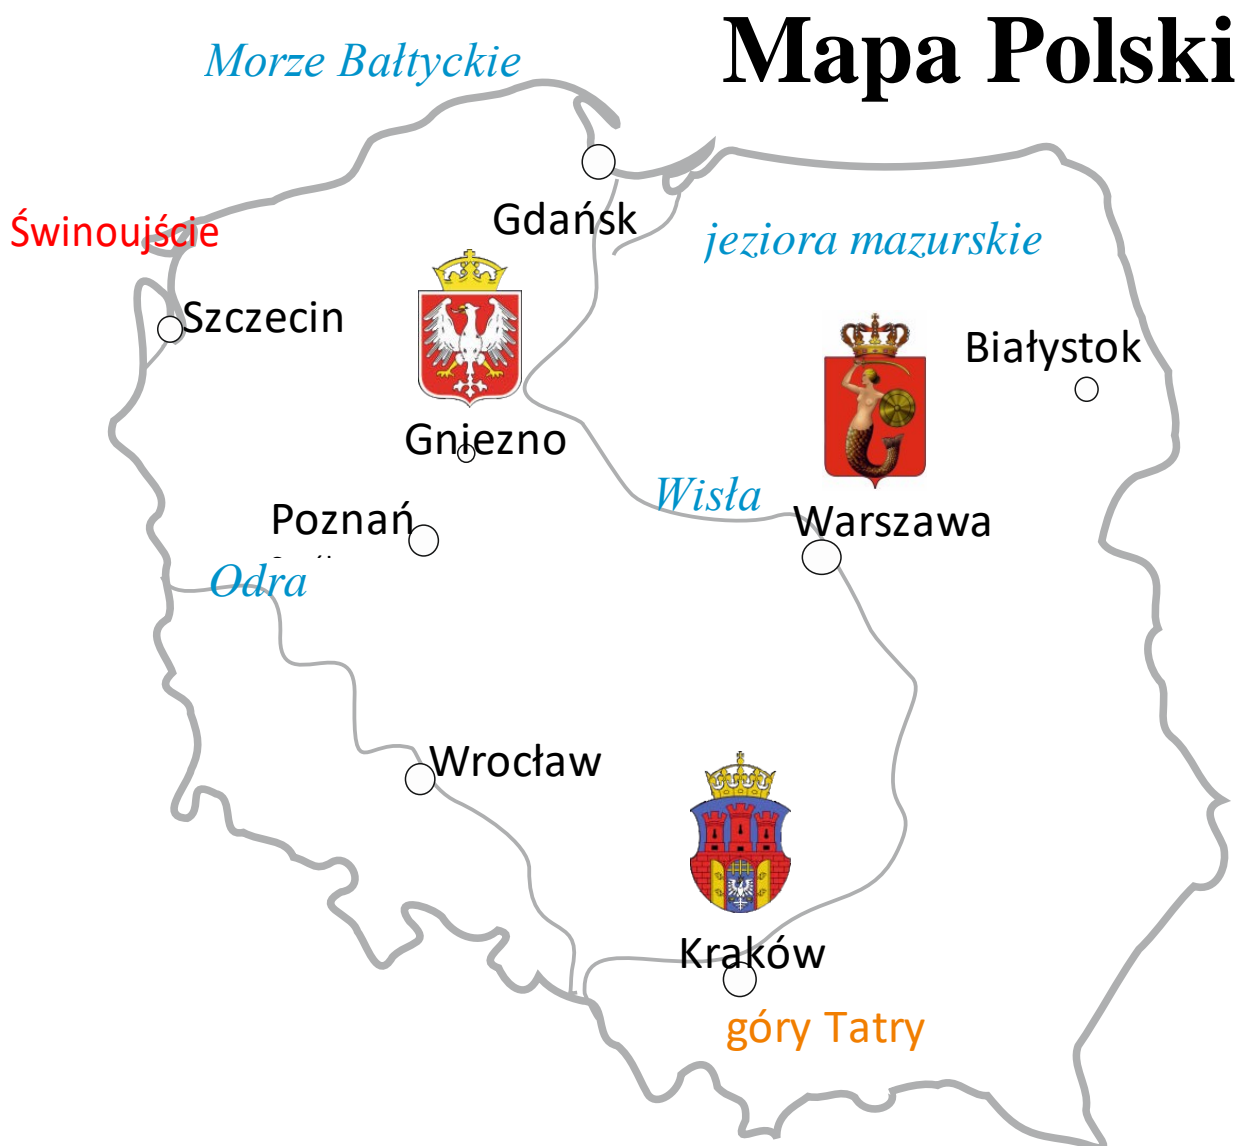 Mapa Polski
Morze Bałtyckie
Gdańsk
Świnoujście
jeziora mazurskie
Szczecin
Białystok
Gniezno
Wisła
Poznań
Warszawa
Odra
Wrocław
Kraków
góry Tatry